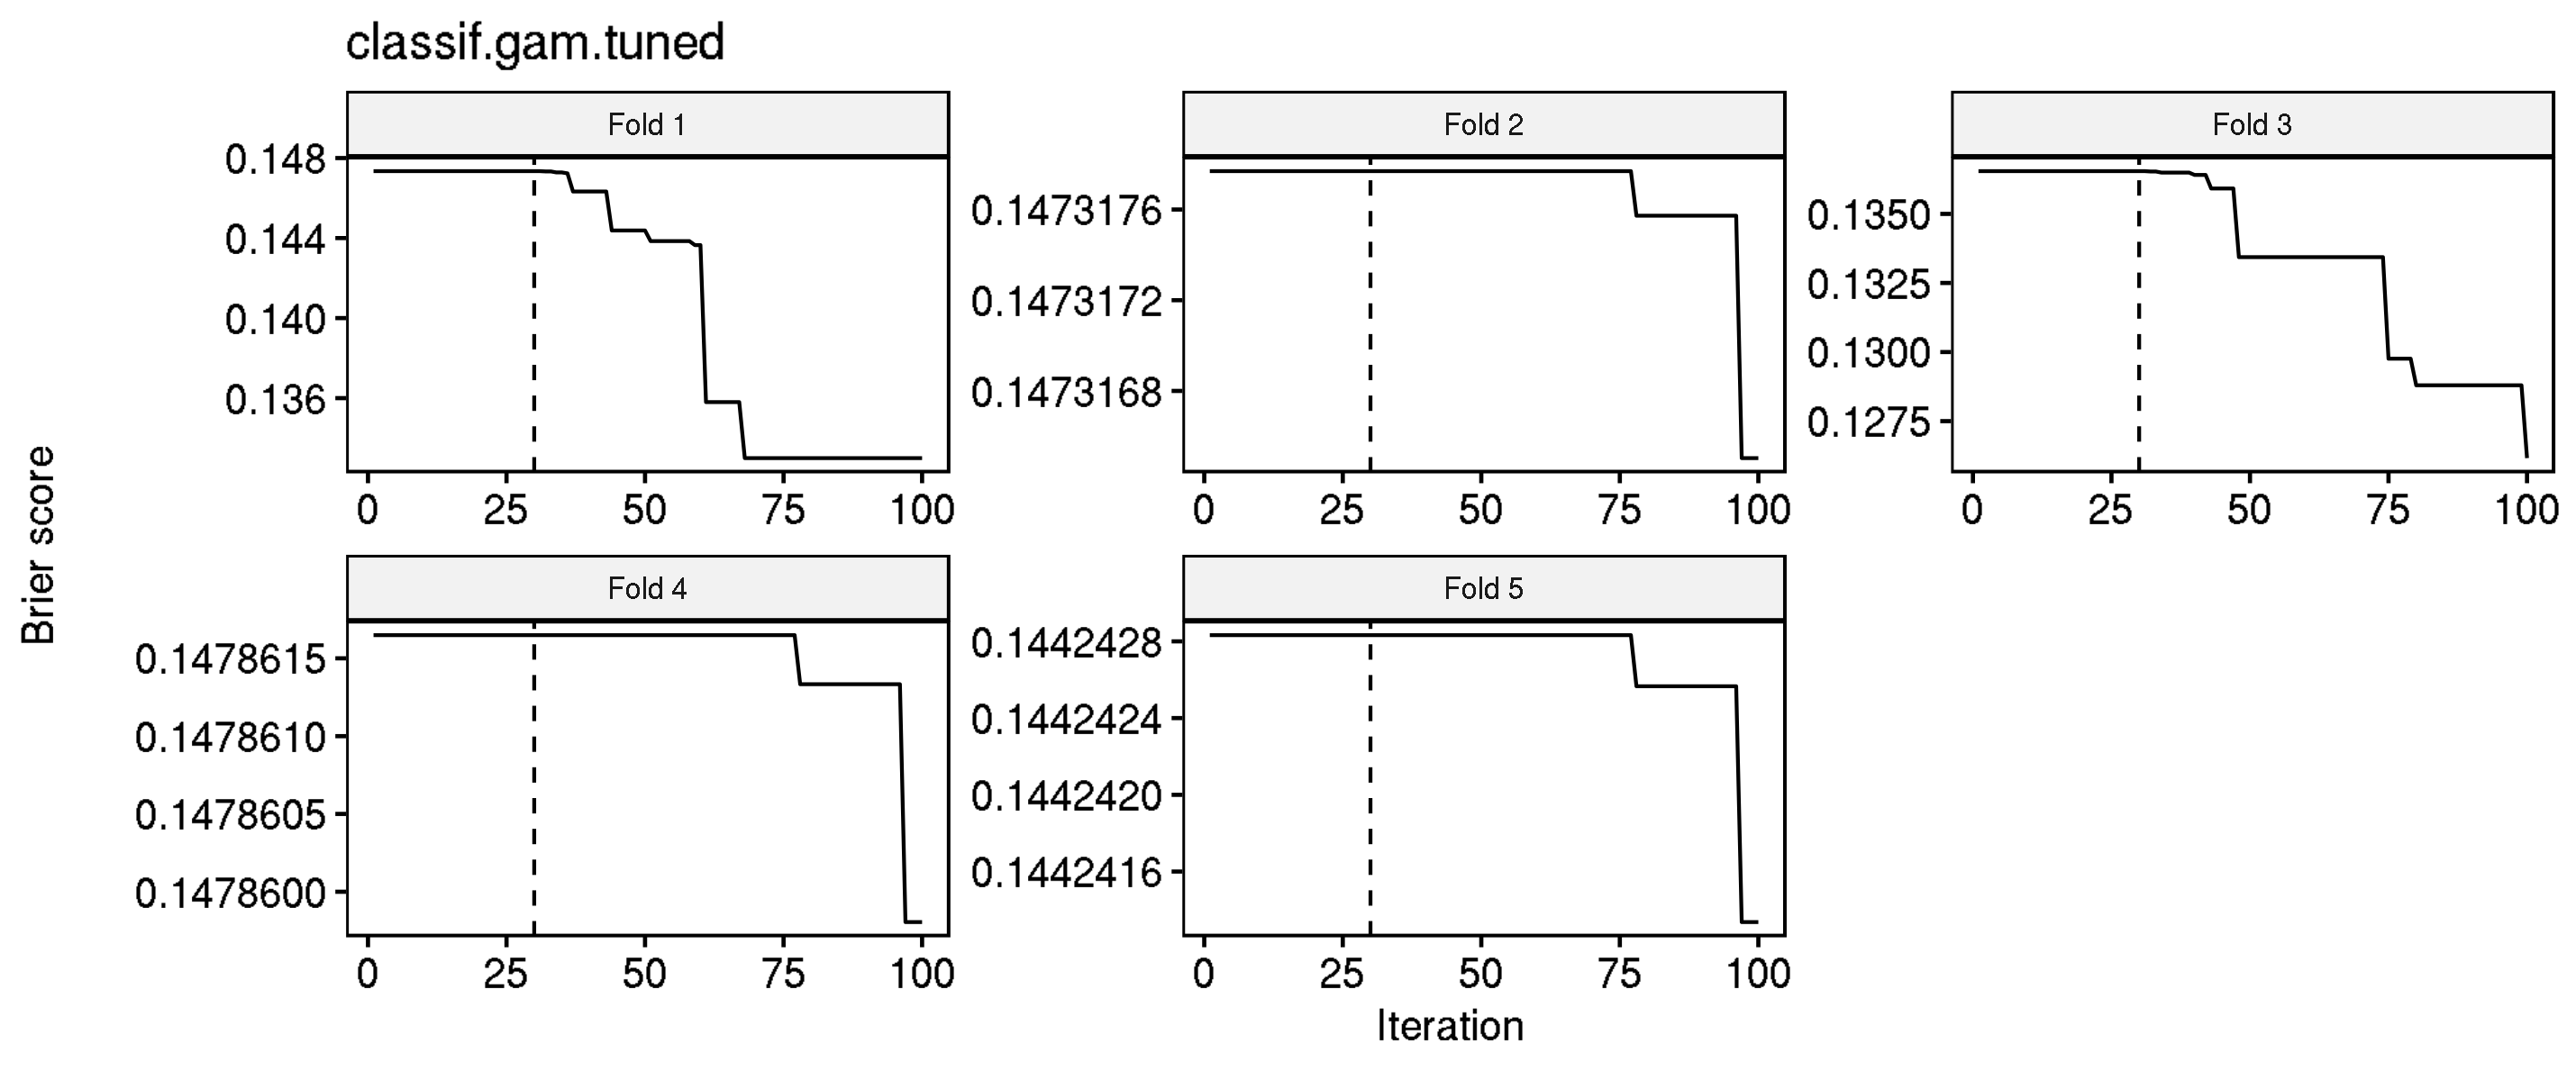 classif.gam.tuned
Fold 1
Fold 2
Fold 3
0.148
0.144
0.140
0.136
0.1473176
0.1473172
0.1473168
0.1350
0.1325
0.1300
0.1275
0 25 50 75 100
0 25 50 75 100
0 25 50 75 100
Brier score
Fold 4
Fold 5
0.1478615
0.1478610
0.1478605
0.1478600
0.1442428
0.1442424
0.1442420
0.1442416
0 25 50 75 100
0 25 50 75 100
Iteration